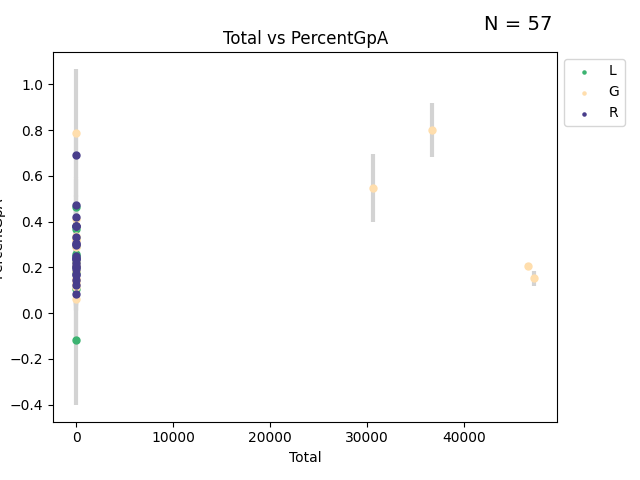 N = 57
Total vs PercentGpA
L
G
R
1.0
0.8
0.6
0.4
0.2
0.0
−0.2
−0.4
PercentGpA
0 10000 20000 30000 40000
Total